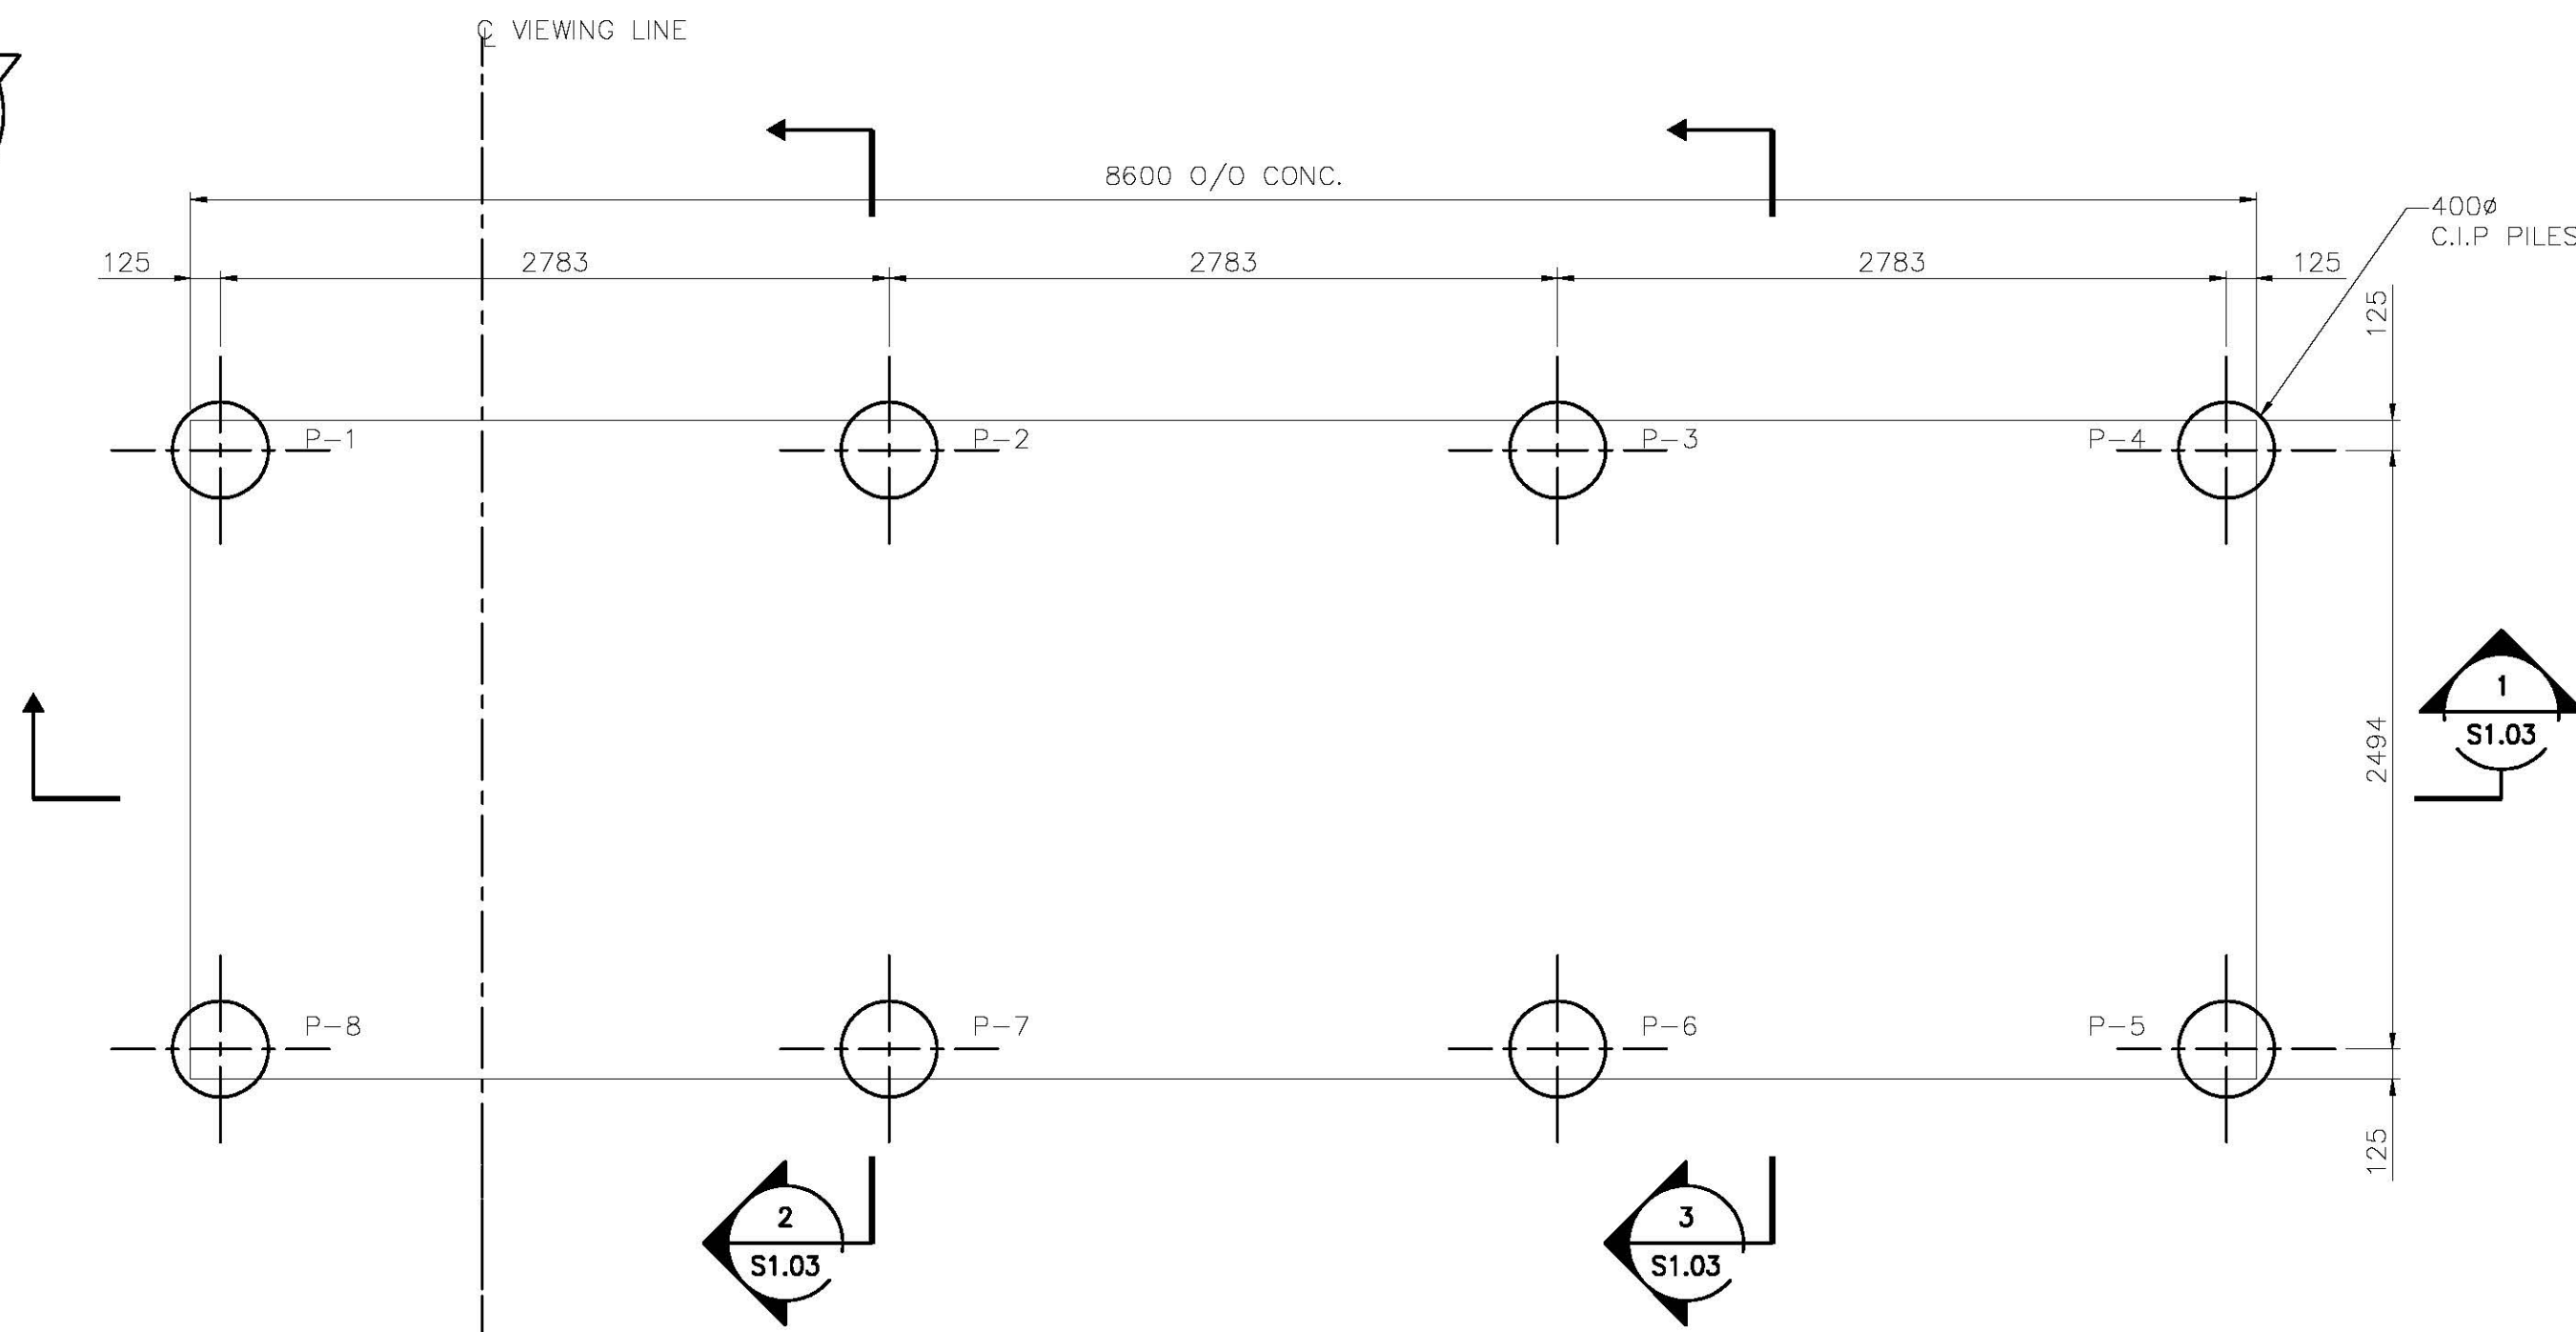 ℄ VIEWING LINE
8600 O/O CONC.
400ø
C.I.P PILES
125
2783
2783
2783
125
125
P-1
P-2
P-3
P-4
2494
1
S1.03
P-8
P-7
P-6
P-5
125
2
S1.03
3
S1.03